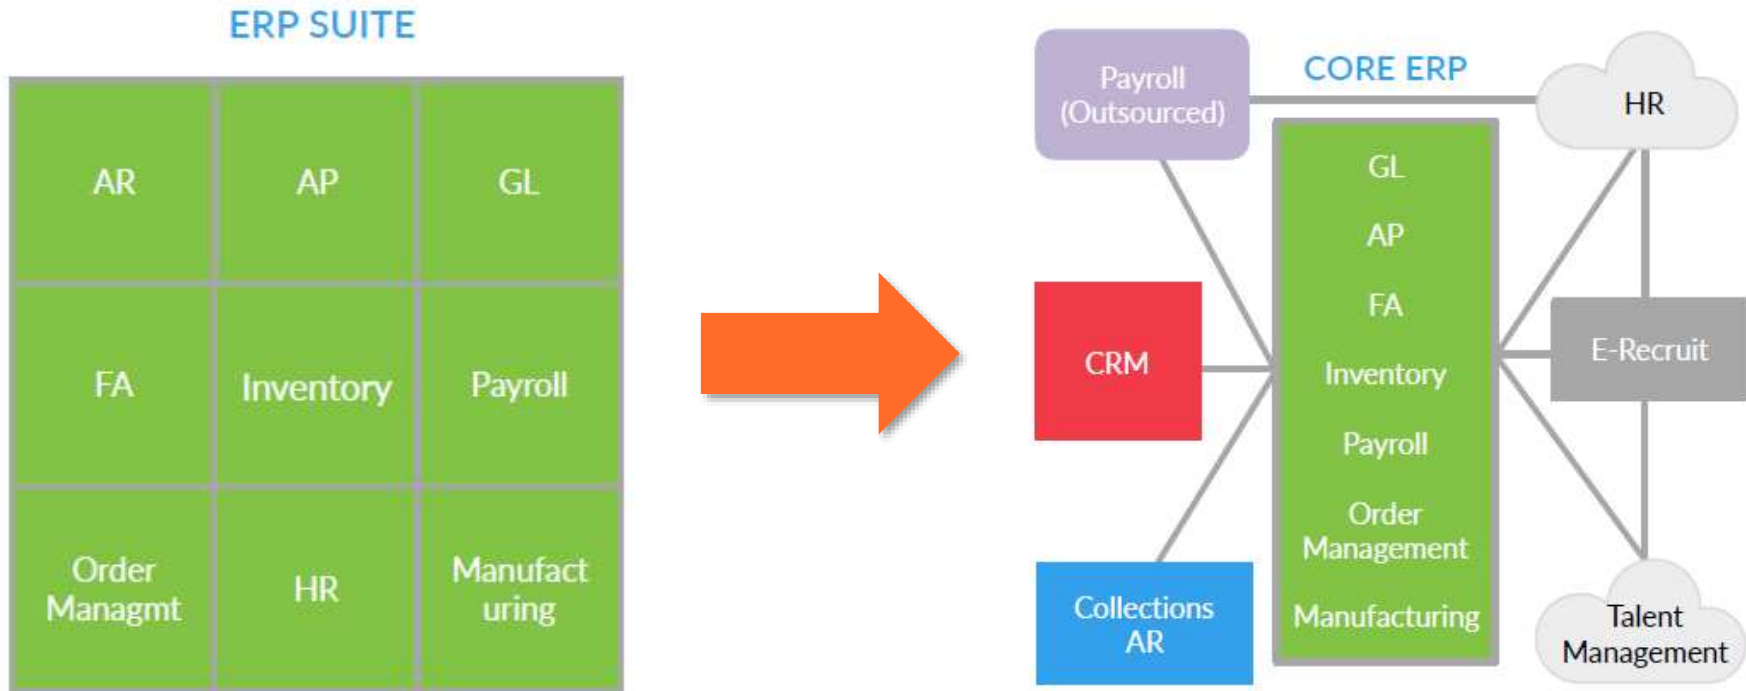 ERP SUITE
AR
AP
GL
FA
Inventory
Payroll
Order
Managmt
HR
Manufact
uring
CORE ERP
Payroll
(Outsourced)
CRM
Collections
AR
GL
AP
FA
Inventory
Payroll
Order
Management
Manufacturing
HR
E-Recruit
Talent
Management